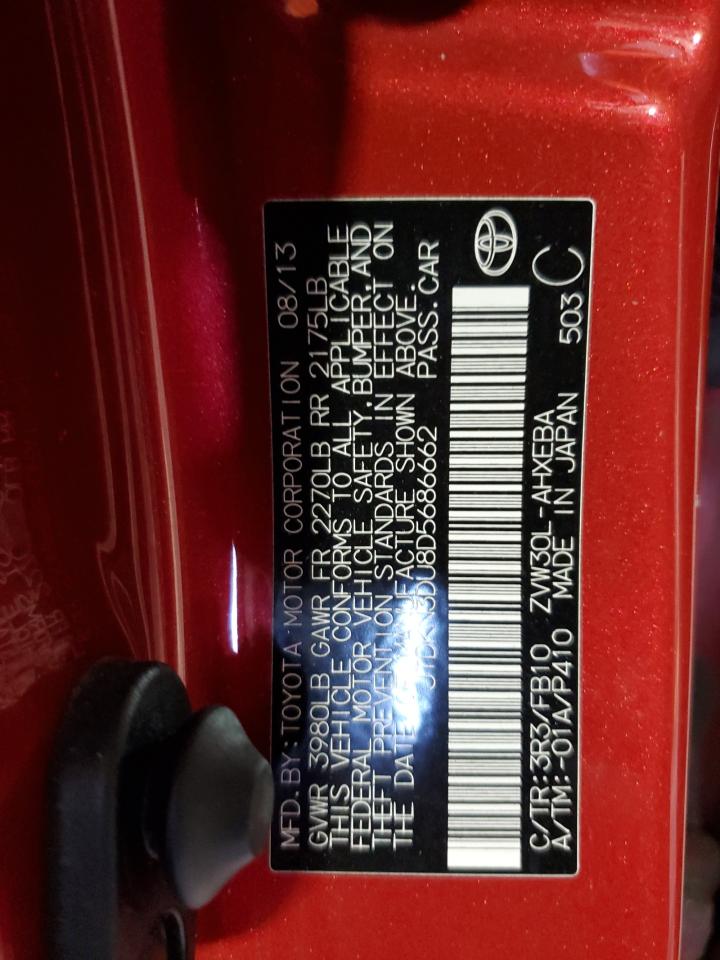 MFD. BY: TOYOTA MOTOR CORPORATION 08/13
GVWR 3980LB GAWR FR 2270LB RR 2175LB
THIS VEHICLE CONFORMS TO ALL APPLICABLE
FEDERAL MOTOR VEHICLE SAFETY, BUMPER, AND
THEFT PREVENTION STANDARDS IN EFFECT ON
THE DATE OF MANUFACTURE SHOWN ABOVE.
JTDKN3DU8D5686662 PASS. CAR
C/TR: 3R3/FB10 ZVW30L-AHXEBA
A/TM: -01A/P410 MADE IN JAPAN 503 C